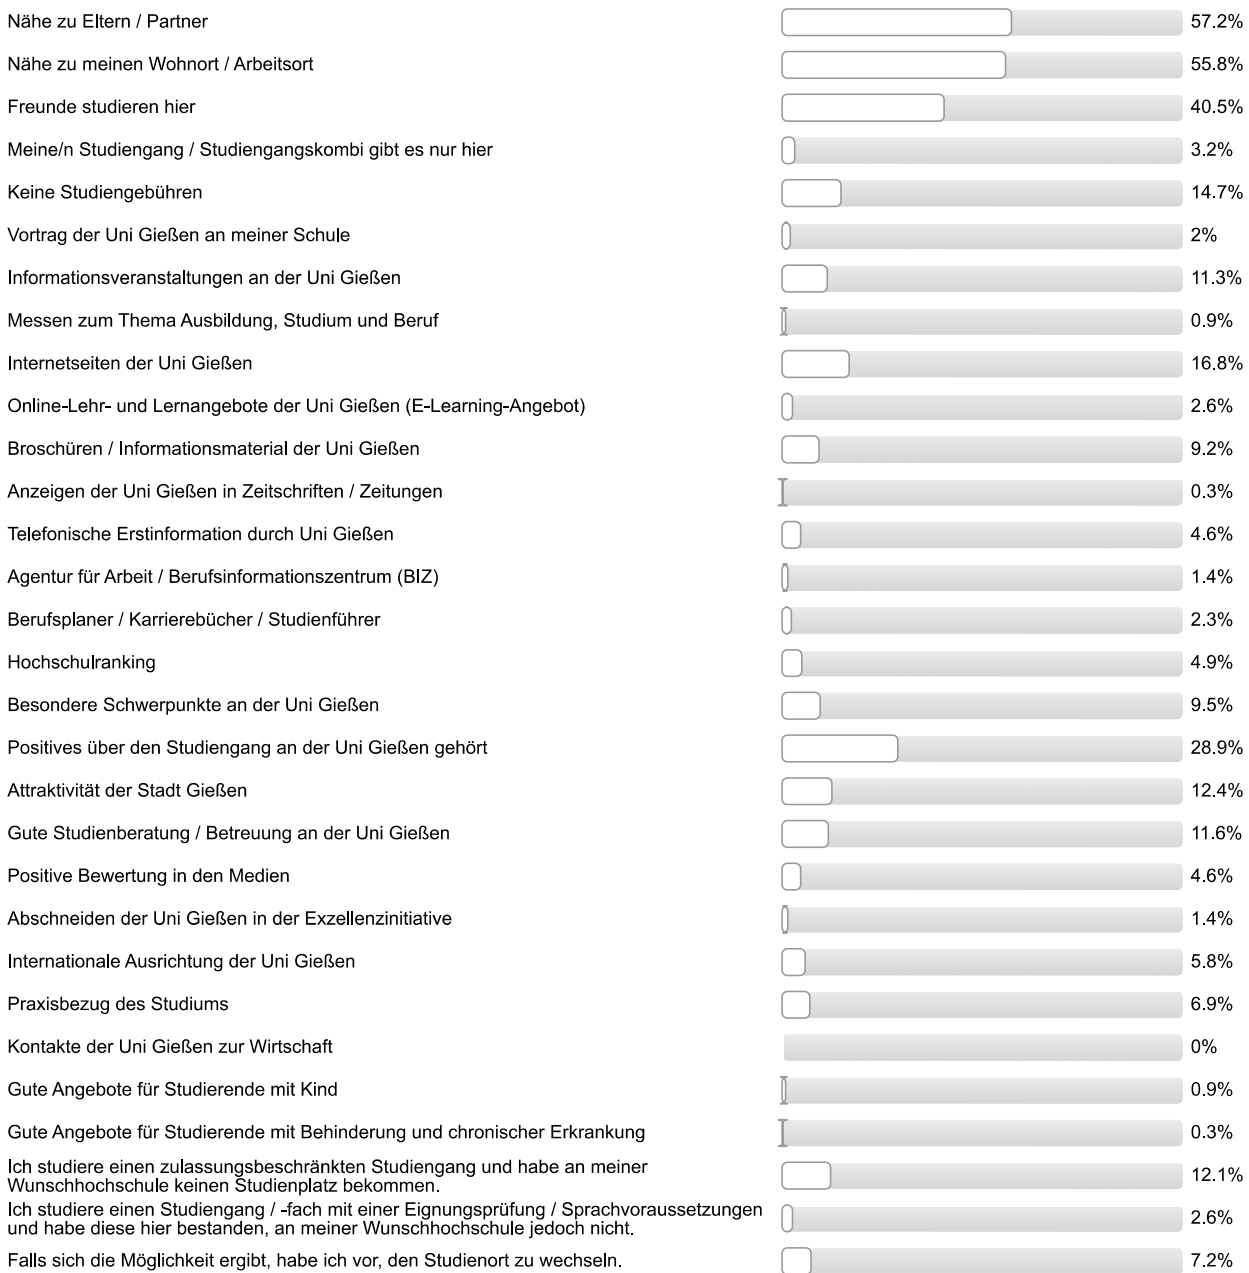 Nähe zu Eltern / Partner 57.2%
Nähe zu meinen Wohnort / Arbeitsort 55.8%
Freunde studieren hier 40.5%
Meine/n Studiengang / Studiengangskombi gibt es nur hier 3.2%
Keine Studiengebühren 14.7%
Vortrag der Uni Gießen an meiner Schule 2%
Informationsveranstaltungen an der Uni Gießen 11.3%
Messen zum Thema Ausbildung, Studium und Beruf 0.9%
Internetseiten der Uni Gießen 16.8%
Online-Lehr- und Lernangebote der Uni Gießen (E-Learning-Angebot) 2.6%
Broschüren / Informationsmaterial der Uni Gießen 9.2%
Anzeigen der Uni Gießen in Zeitschriften / Zeitungen 0.3%
Telefonische Erstinformation durch Uni Gießen 4.6%
Agentur für Arbeit / Berufsinformationszentrum (BIZ) 1.4%
Berufsplaner / Karrierebücher / Studienführer 2.3%
Hochschulranking 4.9%
Besondere Schwerpunkte an der Uni Gießen 9.5%
Positives über den Studiengang an der Uni Gießen gehört 28.9%
Attraktivität der Stadt Gießen 12.4%
Gute Studienberatung / Betreuung an der Uni Gießen 11.6%
Positive Bewertung in den Medien 4.6%
Abschneiden der Uni Gießen in der Exzellenzinitiative 1.4%
Internationale Ausrichtung der Uni Gießen 5.8%
Praxisbezug des Studiums 6.9%
Kontakte der Uni Gießen zur Wirtschaft 0%
Gute Angebote für Studierende mit Kind 0.9%
Gute Angebote für Studierende mit Behinderung und chronischer Erkrankung 0.3%
Ich studiere einen zulassungsbeschränkten Studiengang und habe an meiner
Wunschhochschule keinen Studienplatz bekommen. 12.1%
Ich studiere einen Studiengang / -fach mit einer Eignungsprüfung / Sprachvoraussetzungen
und habe diese hier bestanden, an meiner Wunschhochschule jedoch nicht. 2.6%
Falls sich die Möglichkeit ergibt, habe ich vor, den Studienort zu wechseln. 7.2%